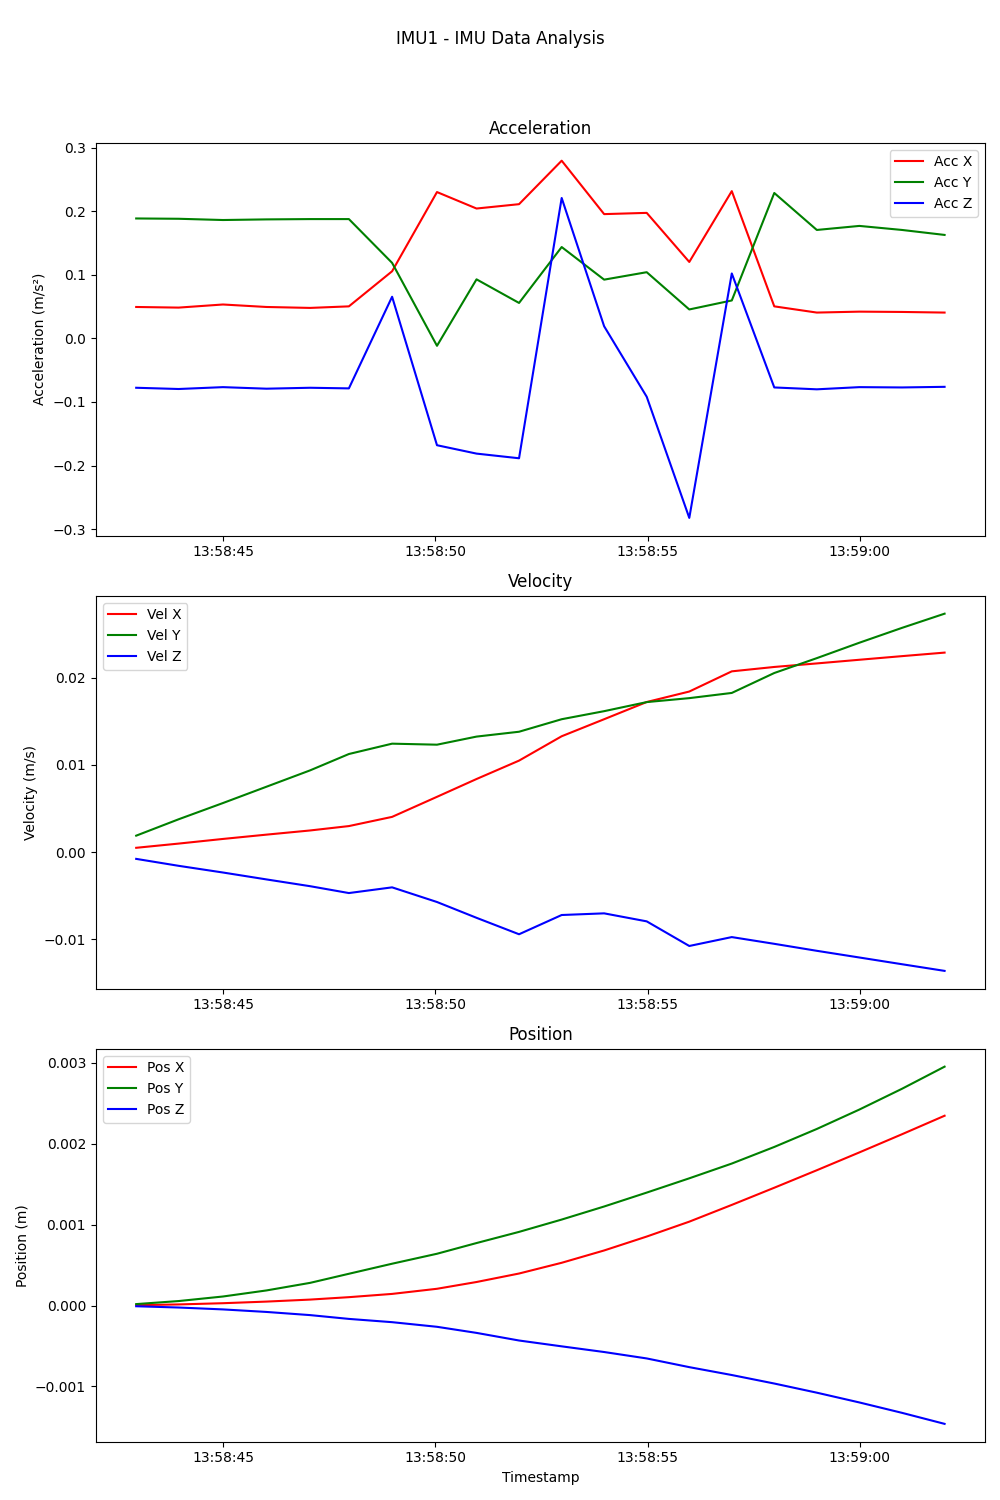 IMU1 - IMU Data Analysis
Acceleration
Acceleration (m/s²)
0.3
0.2
0.1
0.0
−0.1
−0.2
−0.3
Acc X
Acc Y
Acc Z
13:58:45 13:58:50 13:58:55 13:59:00
Velocity
Velocity (m/s)
0.02
0.01
0.00
−0.01
Vel X
Vel Y
Vel Z
13:58:45 13:58:50 13:58:55 13:59:00
Position
Position (m)
0.003
0.002
0.001
0.000
−0.001
Pos X
Pos Y
Pos Z
13:58:45 13:58:50 13:58:55 13:59:00
Timestamp